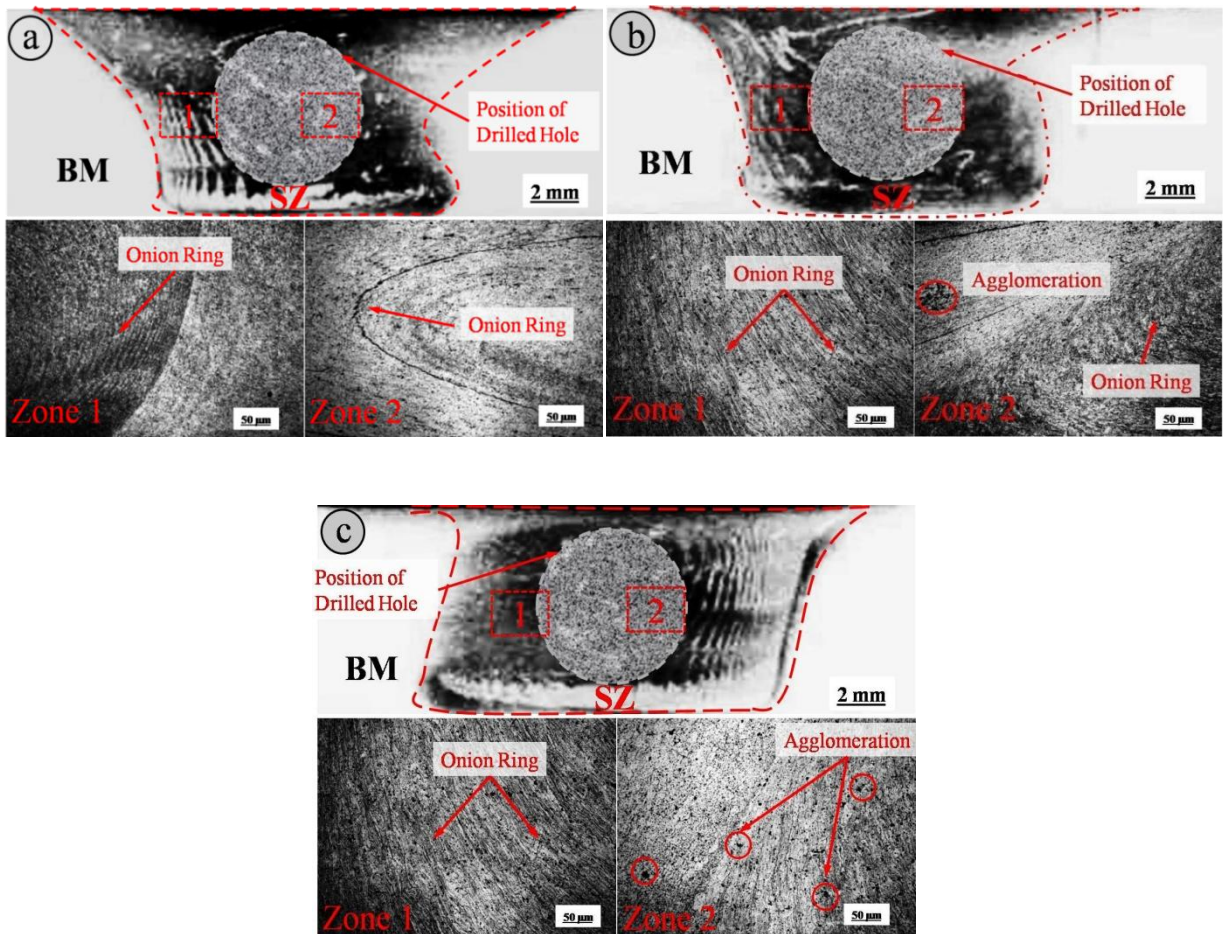 a
1
2
Position of
Drilled Hole
BM
SZ
2 mm
Onion Ring
Zone 1
50 µm
Onion Ring
Zone 2
50 µm
b
1
2
Position of
Drilled Hole
BM
SZ
2 mm
Onion Ring
Zone 1
50 µm
Agglomeration
Onion Ring
Zone 2
50 µm
c
Position of
Drilled Hole
1
2
BM
SZ
2 mm
Onion Ring
Zone 1
50 µm
Agglomeration
Zone 2
50 µm